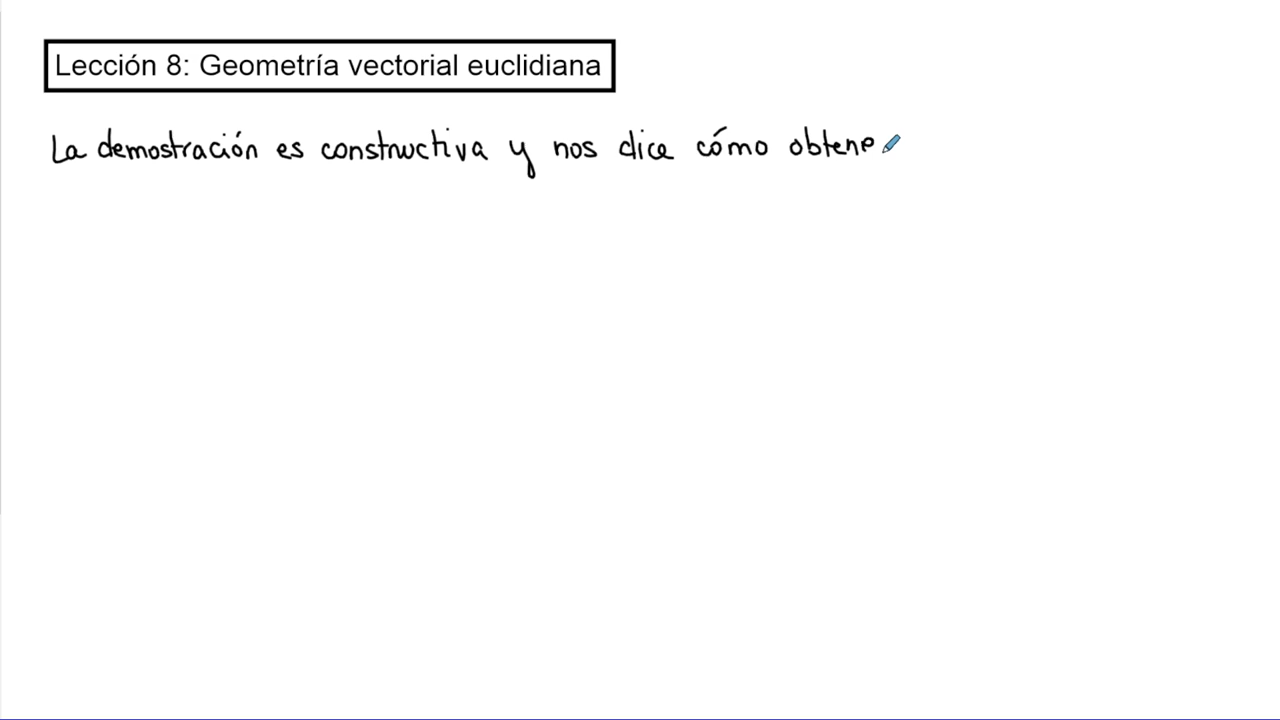 Lección 8: Geometría vectorial euclidiana
La demostración es constructiva y nos dice cómo obtene